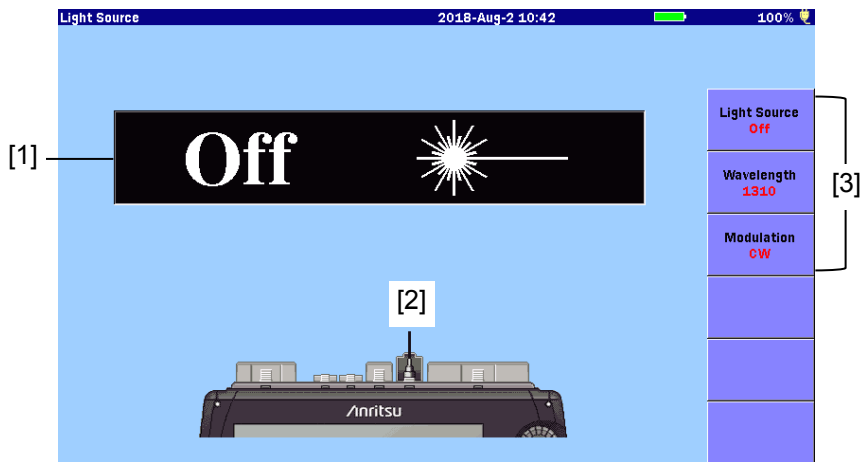 Light Source 2018-Aug-2 10:42 100%
[1]
Off
Light Source
Off
Wavelength
1310
Modulation
CW
[3]
[2]
Anritsu